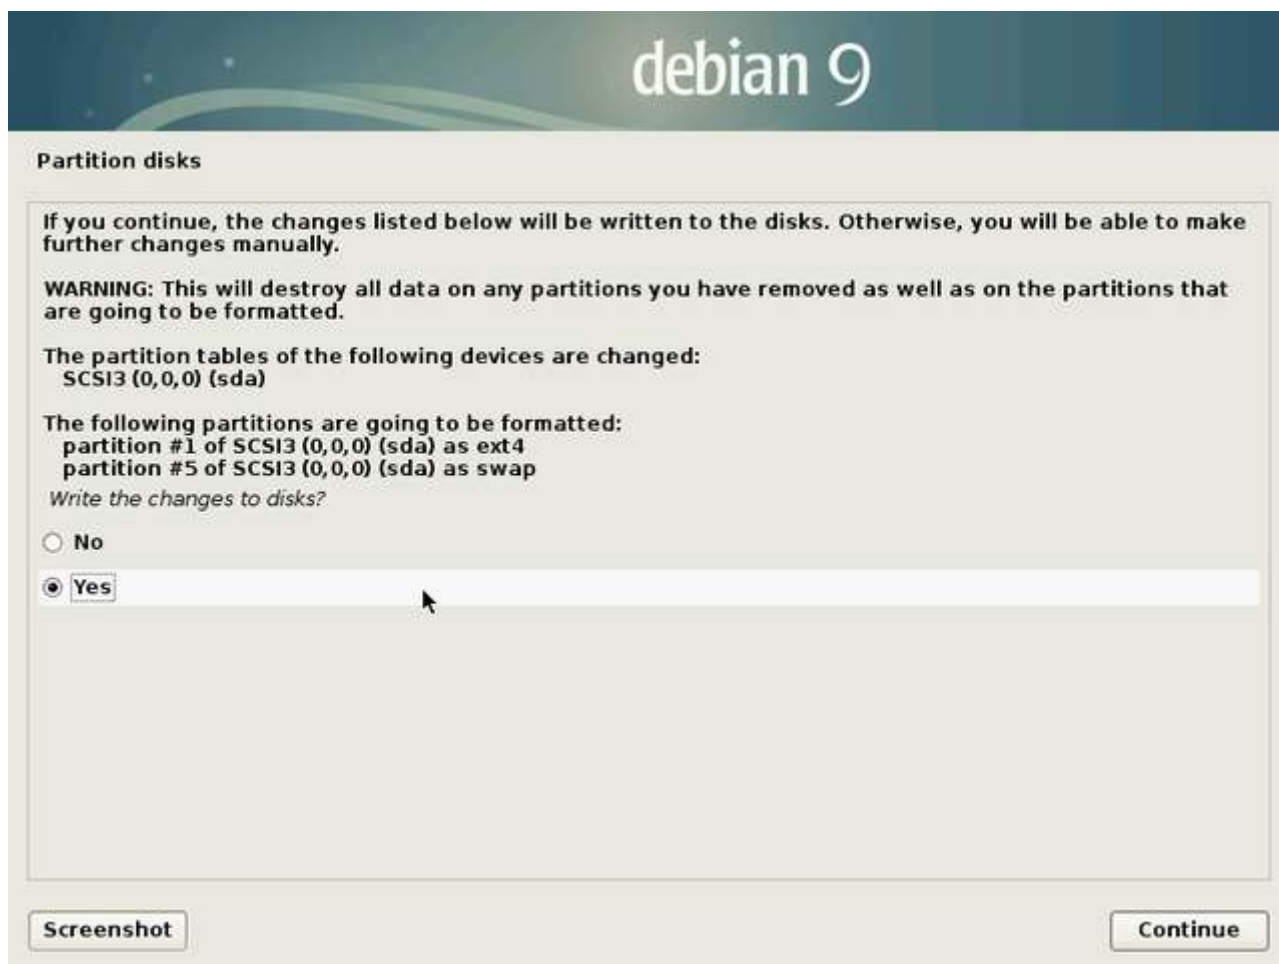 debian 9
Partition disks
If you continue, the changes listed below will be written to the disks. Otherwise, you will be able to make
further changes manually.
WARNING: This will destroy all data on any partitions you have removed as well as on the partitions that
are going to be formatted.
The partition tables of the following devices are changed:
SCSI3 (0,0,0) (sda)
The following partitions are going to be formatted:
partition #1 of SCSI3 (0,0,0) (sda) as ext4
partition #5 of SCSI3 (0,0,0) (sda) as swap
Write the changes to disks?
No
Yes
Screenshot
Continue